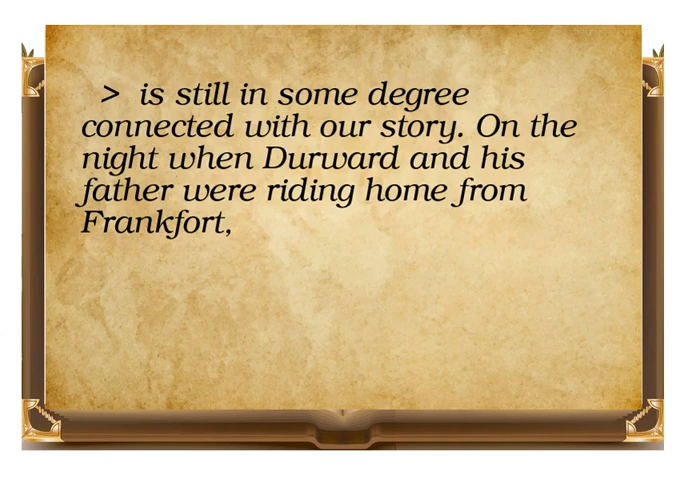 > is still in some degree
connected with our story. On the
night when Durward and his
father were riding home from
Frankfort,